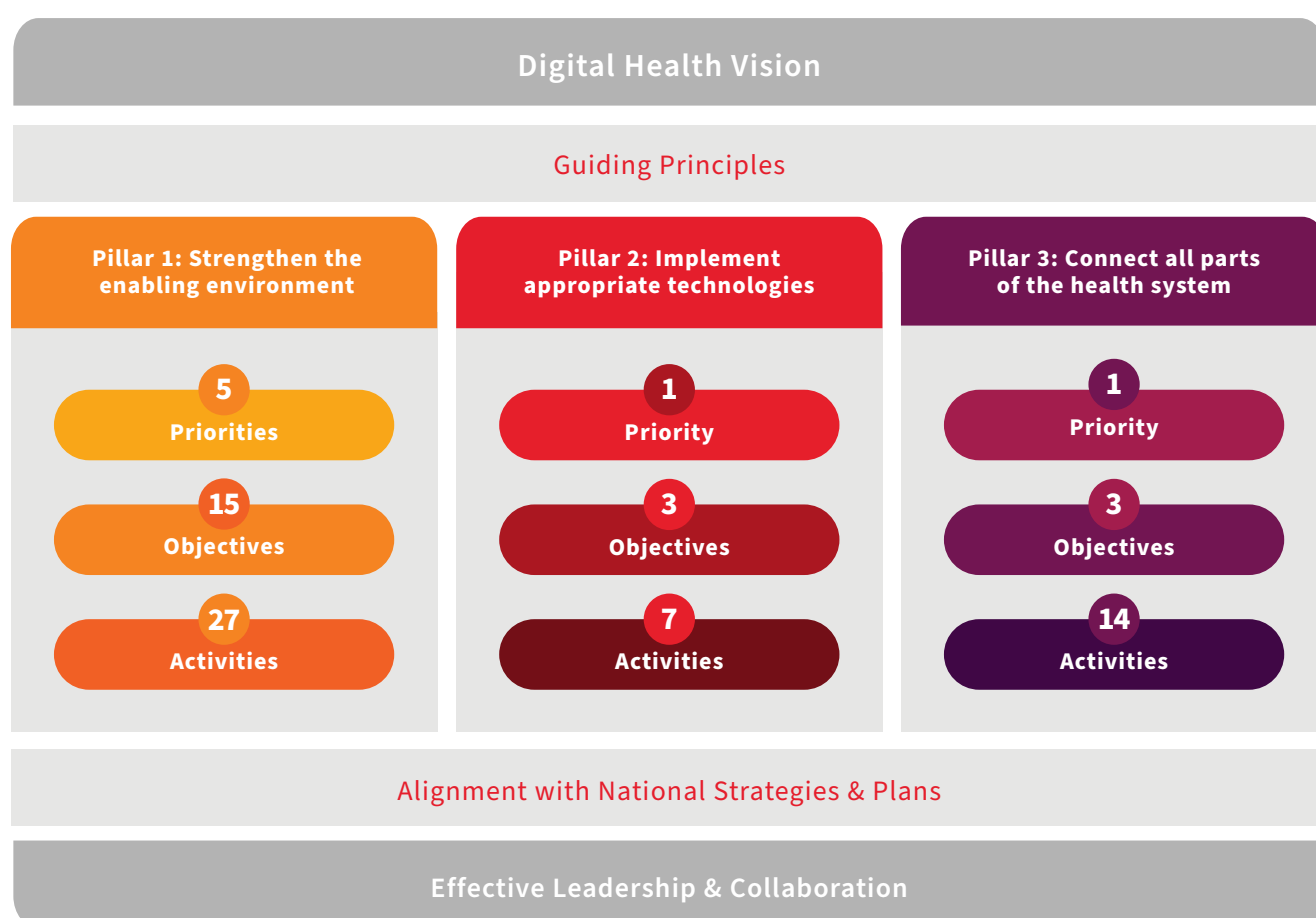 Digital Health Vision
Guiding Principles
Pillar 1: Strengthen the
enabling environment
5
Priorities
15
Objectives
27
Activities
Pillar 2: Implement
appropriate technologies
1
Priority
3
Objectives
7
Activities
Pillar 3: Connect all parts
of the health system
1
Priority
3
Objectives
14
Activities
Alignment with National Strategies & Plans
Effective Leadership & Collaboration